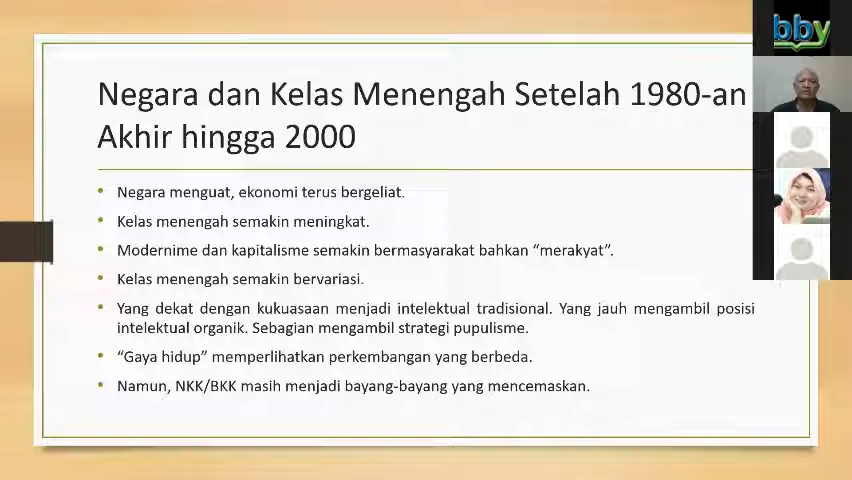 bby
Negara dan Kelas Menengah Setelah 1980-an
Akhir hingga 2000
• Negara menguat, ekonomi terus bergeliat.
• Kelas menengah semakin meningkat.
• Modernime dan kapitalisme semakin bermasyarakat bahkan “merakyat”.
• Kelas menengah semakin bervariasi.
• Yang dekat dengan kukuasaan menjadi intelektual tradisional. Yang jauh mengambil posisi
intelektual organik. Sebagian mengambil strategi pupulisme.
• “Gaya hidup” memperlihatkan perkembangan yang berbeda.
• Namun, NKK/BKK masih menjadi bayang-bayang yang mencemaskan.